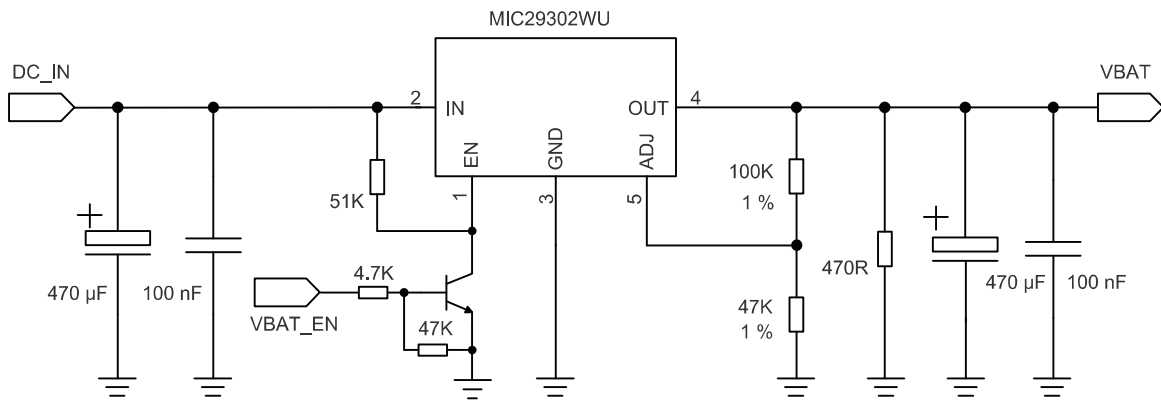 MIC29302WU
DC_IN
VBAT
2
IN
OUT
4
EN
GND
ADJ
1
3
5
51K
100K
1 %
470 µF
100 nF
4.7K
VBAT_EN
47K
47K
1 %
470R
470 µF
100 nF